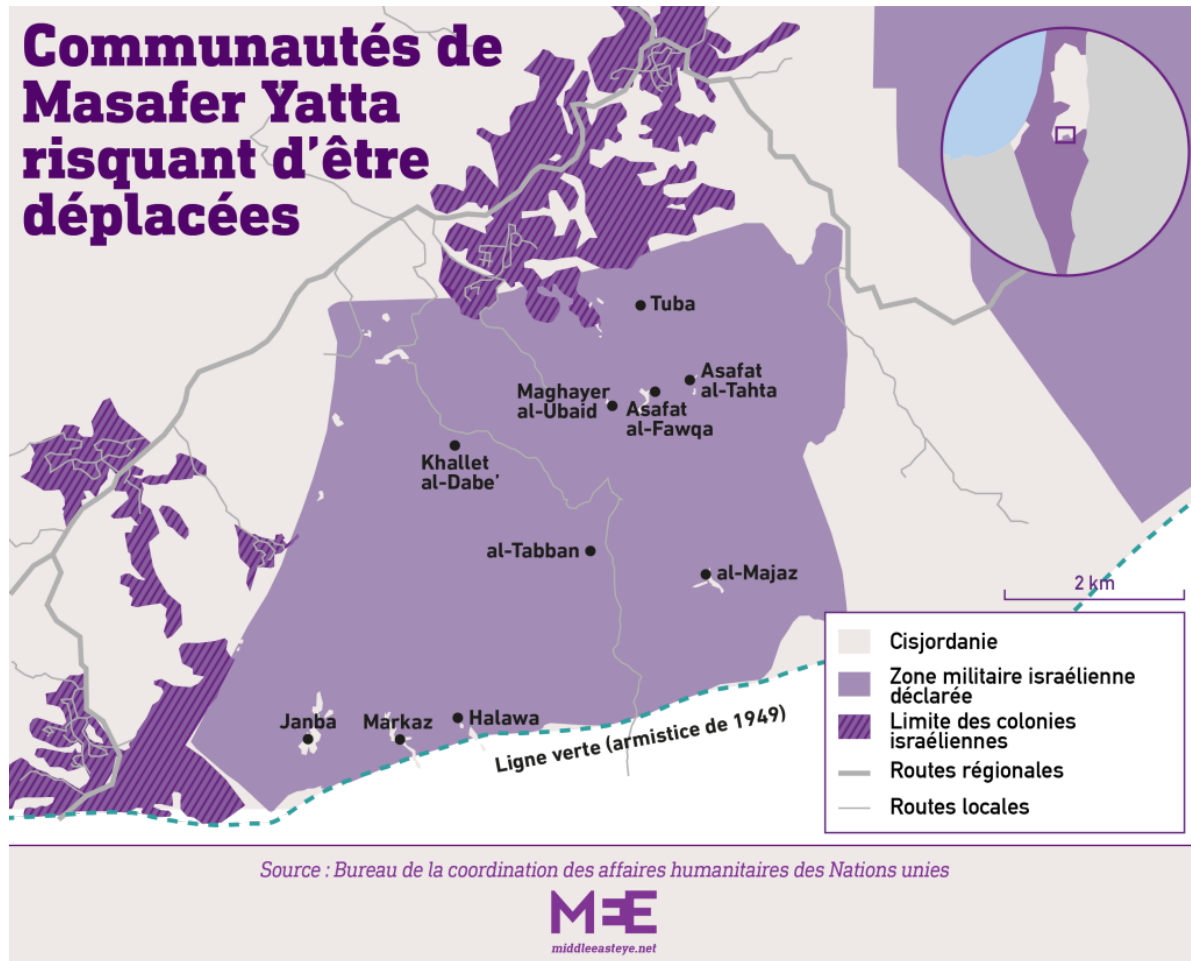 Communautés de
Masafer Yatta
risquant d'être
déplacées
Tuba
Asafat
al-Tahta
Maghayer
al-Ubaid
Asafat
al-Fawqa
Khallet
al-Dabe'
al-Tabban
al-Majaz
2 km
Janba
Markaz
Halawa
Ligne verte (armistice de 1949)
Cisjordanie
Zone militaire israélienne
déclarée
Limite des colonies
israéliennes
Routes régionales
Routes locales
Source : Bureau de la coordination des affaires humanitaires des Nations unies
MEE
middleeasteye.net